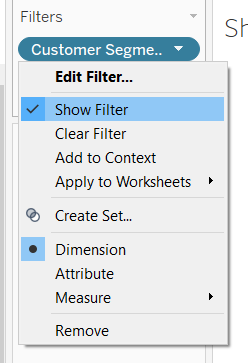 Filters
Sh
Customer Segme..
Edit Filter...
Show Filter
Clear Filter
Add to Context
Apply to Worksheets
Create Set...
Dimension
Attribute
Measure
Remove